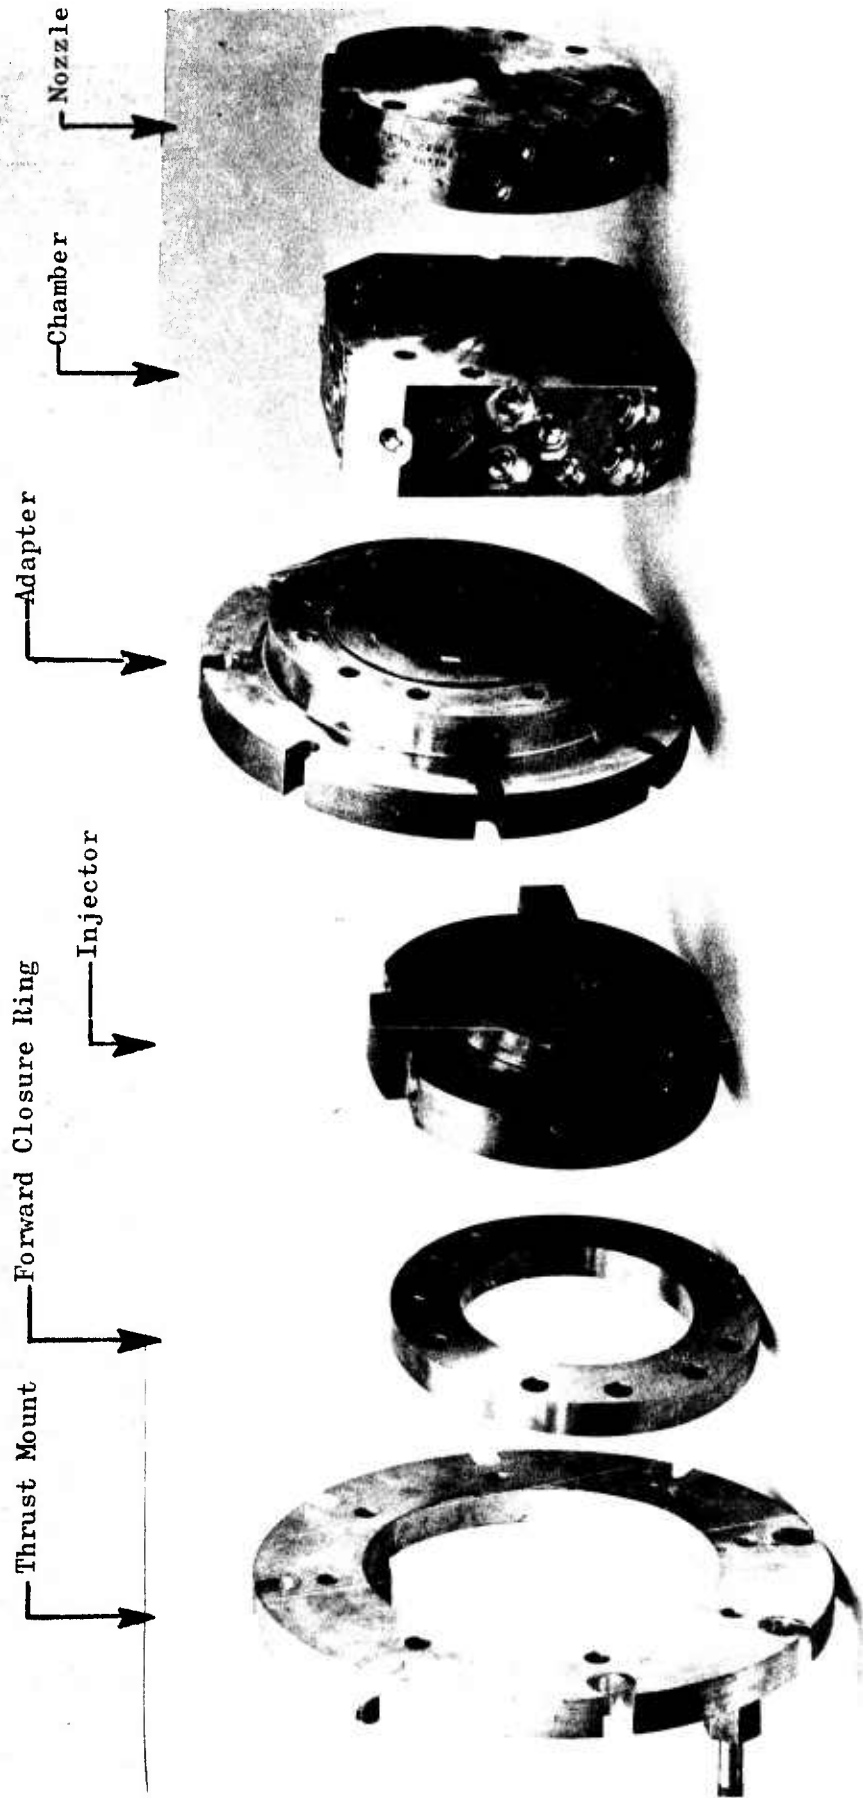 Thrust Mount
Forward Closure Ring
Injector
Adapter
Chamber
Nozzle